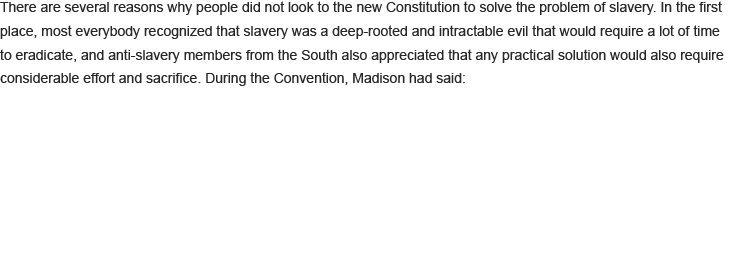 There are several reasons why people did not look to the new Constitution to solve the problem of slavery. In the first
place, most everybody recognized that slavery was a deep-rooted and intractable evil that would require a lot of time
to eradicate, and anti-slavery members from the South also appreciated that any practical solution would also require
considerable effort and sacrifice. During the Convention, Madison had said: